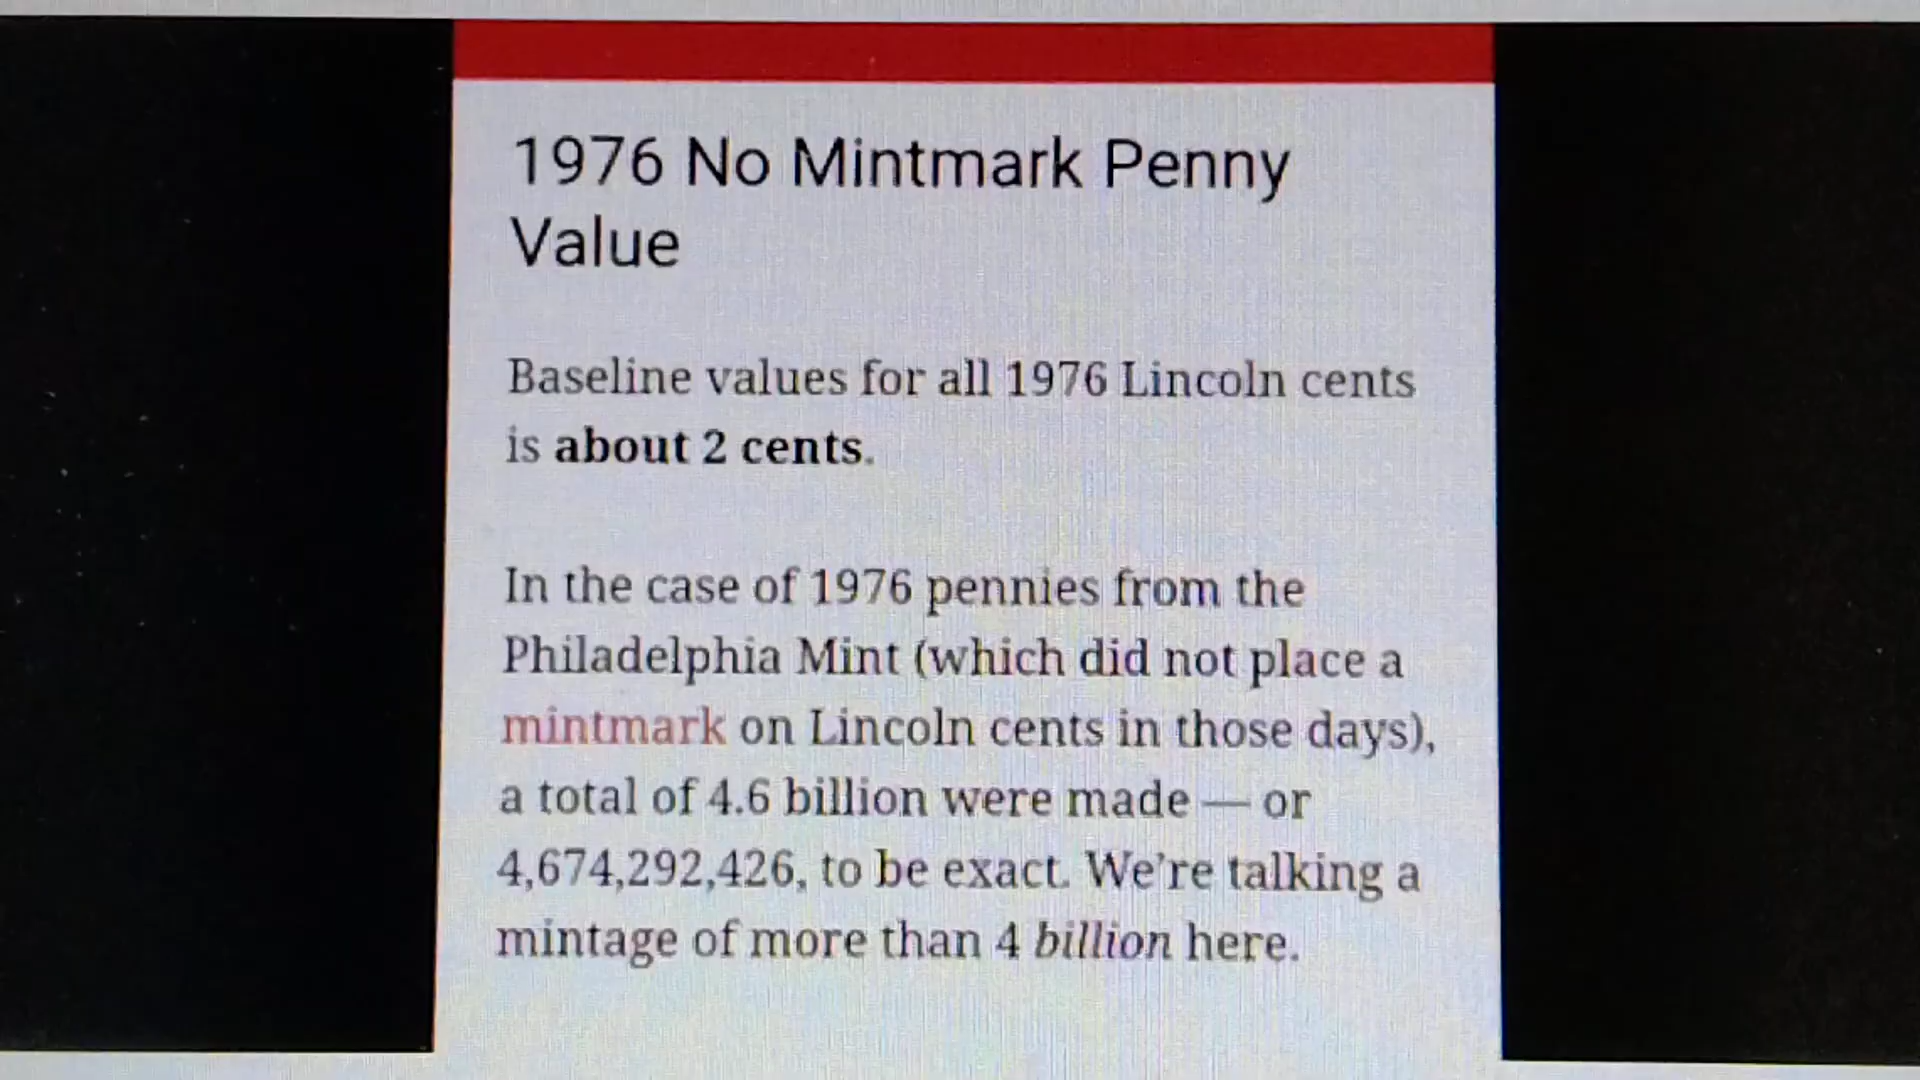 1976 No Mintmark Penny
Value
Baseline values for all 1976 Lincoln cents
is about 2 cents.
In the case of 1976 pennies from the
Philadelphia Mint (which did not place a
mintmark on Lincoln cents in those days),
a total of 4.6 billion were made — or
4,674,292,426, to be exact. We're talking a
mintage of more than 4 billion here.